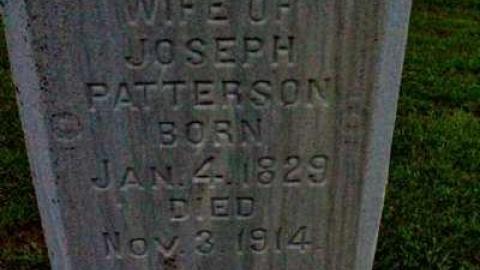 WIFE OF
JOSEPH
PATTERSON
BORN
JAN. 4. 1829
DIED
NOV. 3. 1914.